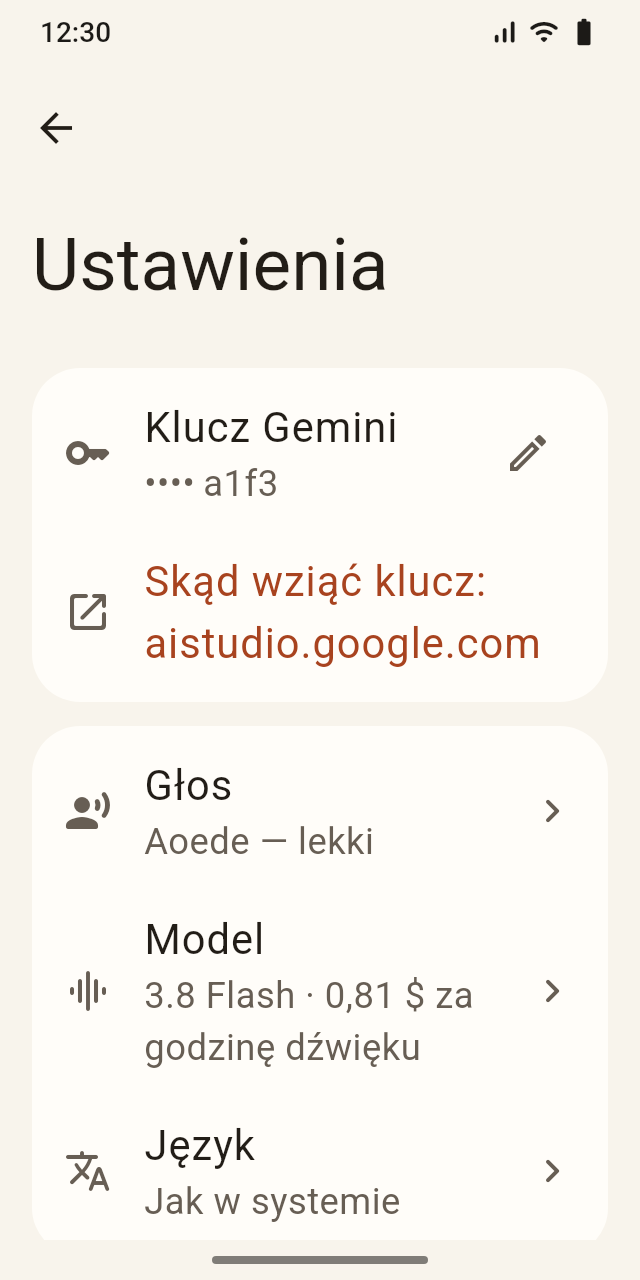 12:30
Ustawienia
Klucz Gemini
•••• a1f3
Skąd wziąć klucz:
aistudio.google.com
Głos
Aoede — lekki
Model
3.8 Flash · 0,81 $ za
godzinę dźwięku
Język
Jak w systemie